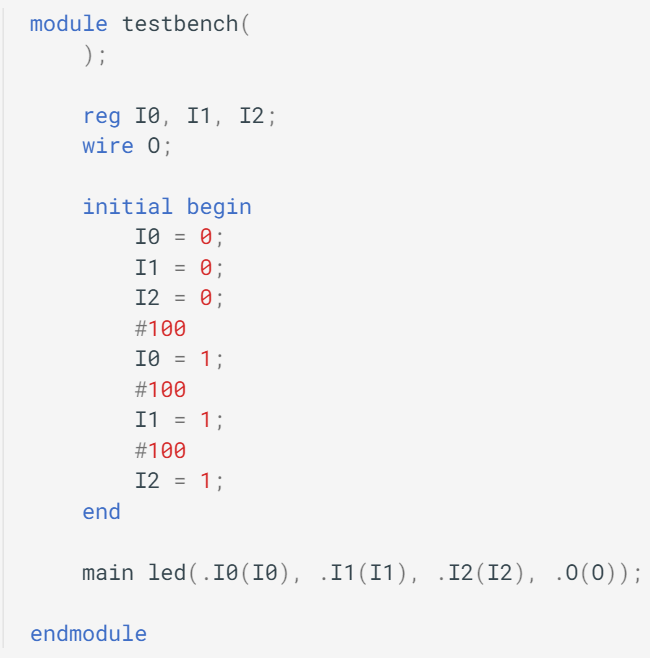 module testbench(
    );

    reg I0, I1, I2;
    wire O;

    initial begin
        I0 = 0;
        I1 = 0;
        I2 = 0;
        #100
        I0 = 1;
        #100
        I1 = 1;
        #100
        I2 = 1;
    end

    main led(.I0(I0), .I1(I1), .I2(I2), .O(O));

endmodule